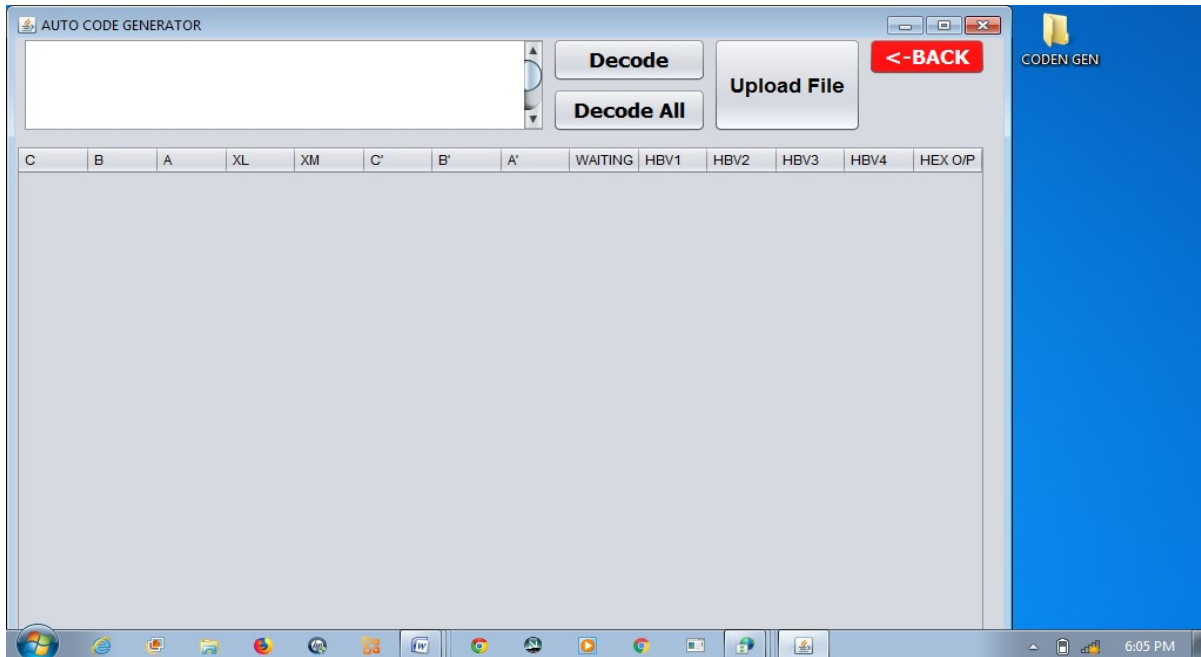 AUTO CODE GENERATOR
Decode
Decode All
Upload File
<-BACK
CODEN GEN
C B A XL XM C' B' A' WAITING HBV1 HBV2 HBV3 HBV4 HEX O/P
6:05 PM